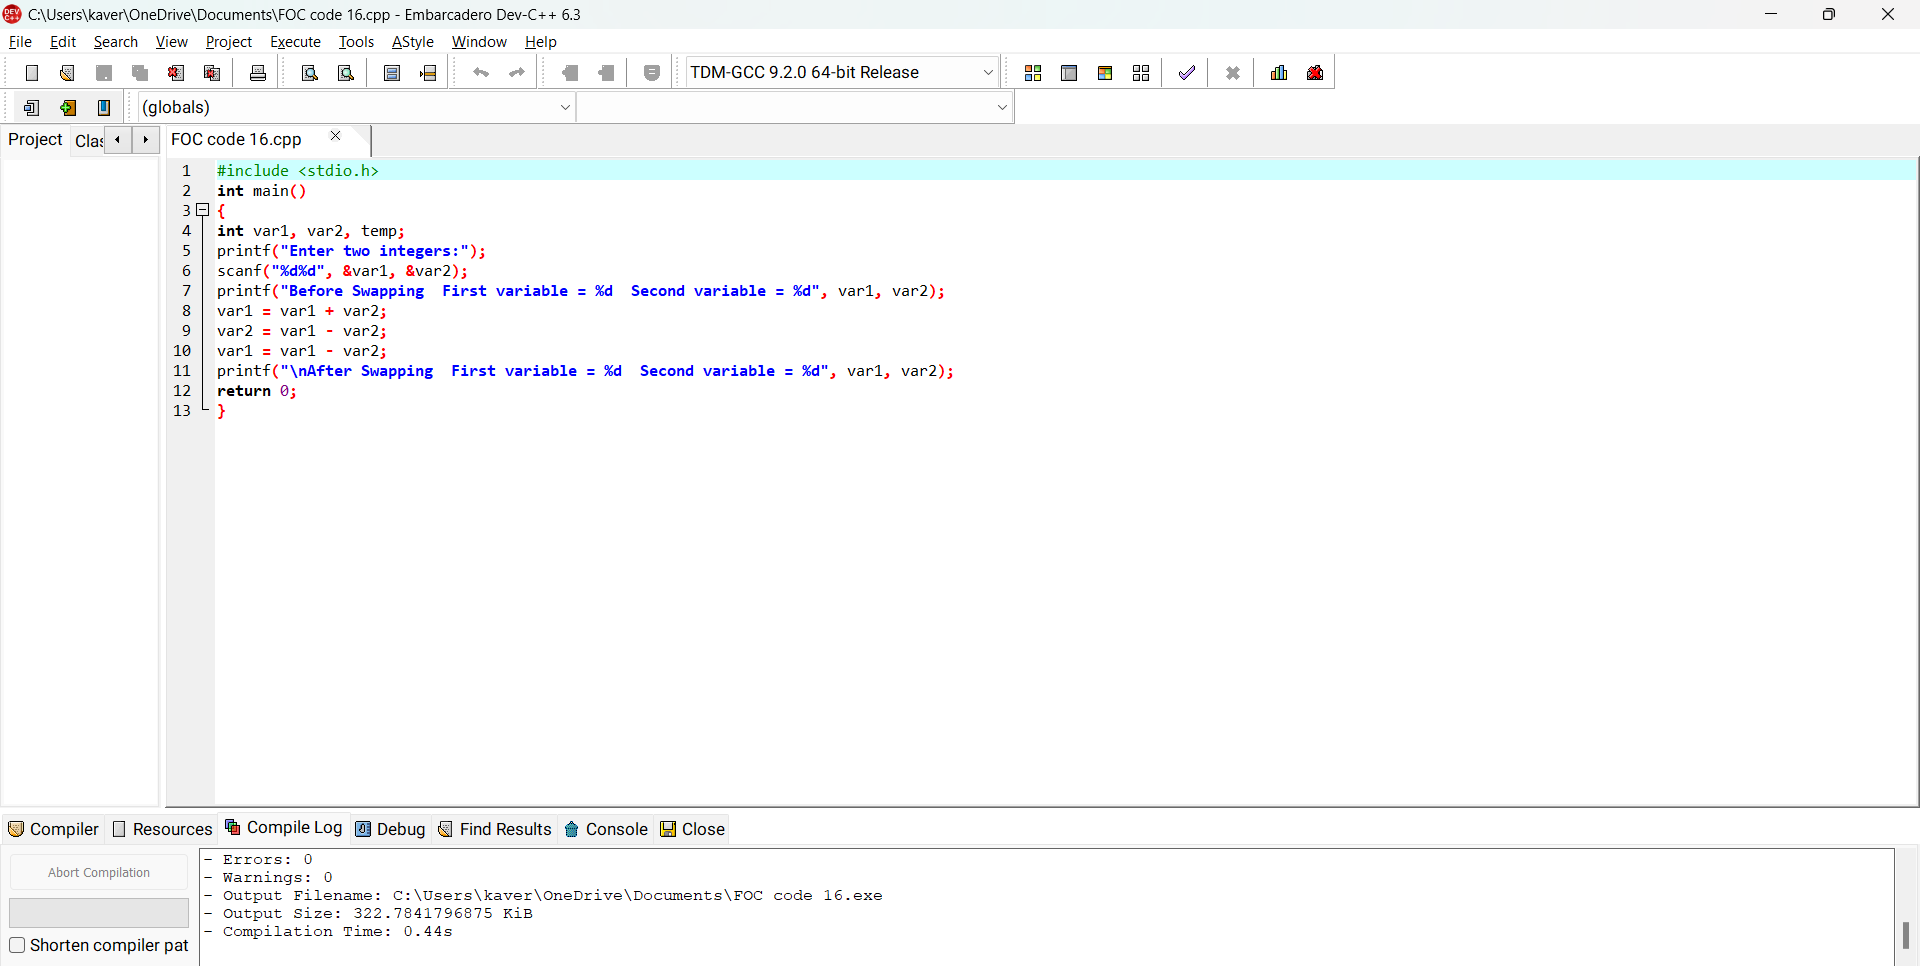 C:\Users\kaver\OneDrive\Documents\FOC code 16.cpp - Embarcadero Dev-C++ 6.3
File Edit Search View Project Execute Tools AStyle Window Help
TDM-GCC 9.2.0 64-bit Release
(globals)
Project Clas FOC code 16.cpp
1 #include <stdio.h>
2 int main()
3 {
4 int var1, var2, temp;
5 printf("Enter two integers:");
6 scanf("%d%d", &var1, &var2);
7 printf("Before Swapping  First variable = %d  Second variable = %d", var1, var2);
8 var1 = var1 + var2;
9 var2 = var1 - var2;
10 var1 = var1 - var2;
11 printf("\nAfter Swapping  First variable = %d  Second variable = %d", var1, var2);
12 return 0;
13 }
Compiler Resources Compile Log Debug Find Results Console Close
Abort Compilation
Shorten compiler pat
- Errors: 0
- Warnings: 0
- Output Filename: C:\Users\kaver\OneDrive\Documents\FOC code 16.exe
- Output Size: 322.7841796875 KiB
- Compilation Time: 0.44s